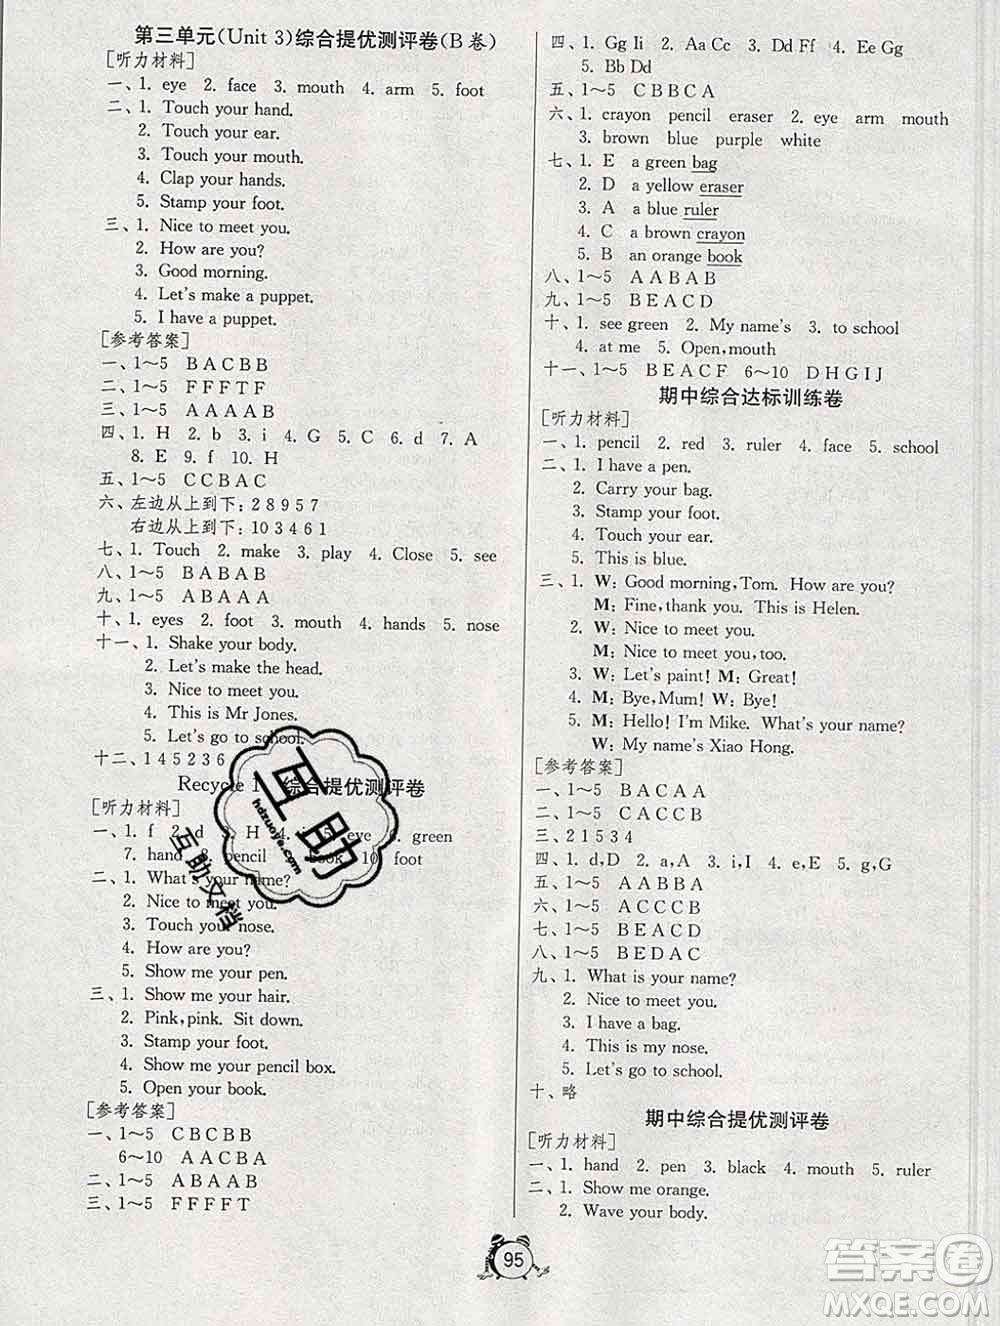 第三单元(Unit 3)综合提优测评卷(B卷)
[听力材料]
一、1. eye 2. face 3. mouth 4. arm 5. foot
二、1. Touch your hand.
2. Touch your ear.
3. Touch your mouth.
4. Clap your hands.
5. Stamp your foot.
三、1. Nice to meet you.
2. How are you?
3. Good morning.
4. Let's make a puppet.
5. I have a puppet.
[参考答案]
一、1～5 B A C B B
二、1～5 F F F T F
三、1～5 A A A A B
四、1. H 2. b 3. i 4. G 5. C 6. d 7. A
8. E 9. f 10. H
五、1～5 C C B A C
六、左边从上到下：2 8 9 5 7
右边从上到下：10 3 4 6 1
七、1. Touch 2. make 3. play 4. Close 5. see
八、1～5 B A B A B
九、1～5 A B A A A
十、1. eyes 2. foot 3. mouth 4. hands 5. nose
十一、1. Shake your body.
2. Let's make the head.
3. Nice to meet you.
4. This is Mr Jones.
5. Let's go to school.
十二、1 4 5 2 3 6
Recycle 1 综合提优测评卷
[听力材料]
一、1. f 2. d 3. H 4. i 5. eye 6. green
7. hand 8. pencil 9. book 10. foot
二、1. What's your name?
2. Nice to meet you.
3. Touch your nose.
4. How are you?
5. Show me your pen.
三、1. Show me your hair.
2. Pink, pink. Sit down.
3. Stamp your foot.
4. Show me your pencil box.
5. Open your book.
[参考答案]
一、1～5 C B C B B
6～10 A A C B A
二、1～5 A B A A B
三、1～5 F F F F T
四、1. Gg Ii 2. Aa Cc 3. Dd Ff 4. Ee Gg
5. Bb Dd
五、1～5 C B B C A
六、1. crayon pencil eraser 2. eye arm mouth
3. brown blue purple white
七、1. E a green bag
2. D a yellow eraser
3. A a blue ruler
4. C a brown crayon
5. B an orange book
八、1～5 A A B A B
九、1～5 B E A C D
十、1. see green 2. My name's 3. to school
4. at me 5. Open, mouth
十一、1～5 B E A C F 6～10 D H G I J
期中综合达标训练卷
[听力材料]
一、1. pencil 2. red 3. ruler 4. face 5. school
二、1. I have a pen.
2. Carry your bag.
3. Stamp your foot.
4. Touch your ear.
5. This is blue.
三、1. W: Good morning, Tom. How are you?
M: Fine, thank you. This is Helen.
2. W: Nice to meet you.
M: Nice to meet you, too.
3. W: Let's paint! M: Great!
4. M: Bye, Mum! W: Bye!
5. M: Hello! I'm Mike. What's your name?
W: My name's Xiao Hong.
[参考答案]
一、1～5 B A C A A
二、1～5 C A C C B
三、2 1 5 3 4
四、1. d, D 2. a, A 3. i, I 4. e, E 5. g, G
五、1～5 A A B B A
六、1～5 A C C C B
七、1～5 B E A C D
八、1～5 B E D A C
九、1. What is your name?
2. Nice to meet you.
3. I have a bag.
4. This is my nose.
5. Let's go to school.
十、略
期中综合提优测评卷
[听力材料]
一、1. hand 2. pen 3. black 4. mouth 5. ruler
二、1. Show me orange.
2. Wave your body.
95
互助
hdzuoye.com
互助文档
答案卷
MXQE.COM